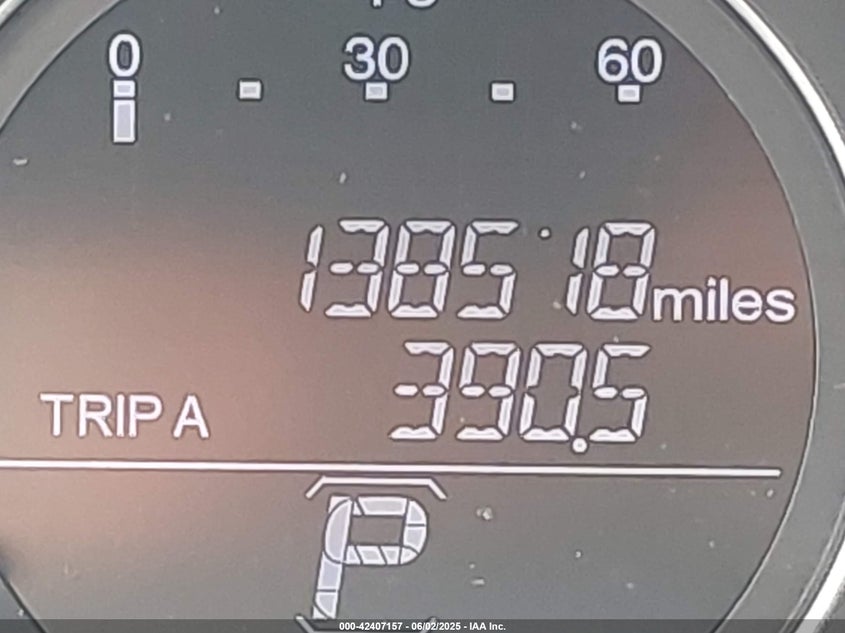 0 30 60
138518 miles
TRIP A 390.5
P
000-42407157 - 06/02/2025 - IAA Inc.